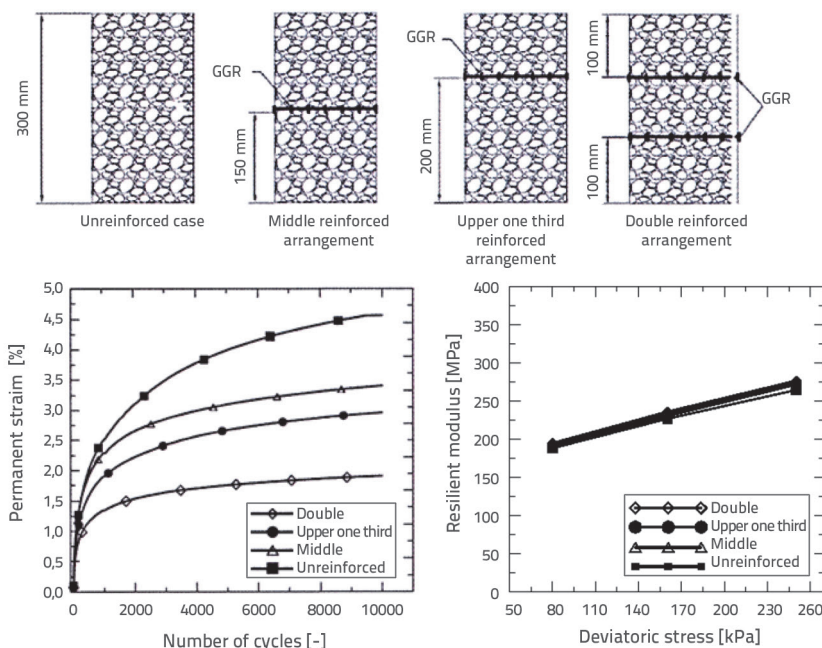 300 mm
Unreinforced case
GGR
150 mm
Middle reinforced
arrangement
GGR
200 mm
Upper one third
reinforced
arrangement
100 mm
100 mm
GGR
Double reinforced
arrangement
Permanent straim [%]
5,0
4.5
4.0
3.5
3.0
2.5
2.0
1.5
1,0
0.5
0,0
0
2000
4000
6000
8000
10000
Number of cycles [-]
Double
Upper one third
Middle
Unreinforced
Resilient modulus [MPa]
400
350
300
250
200
150
100
50
0
50
80
110
140
170
200
230
260
Deviatoric stress [kPa]
Double
Upper one third
Middle
Unreinforced